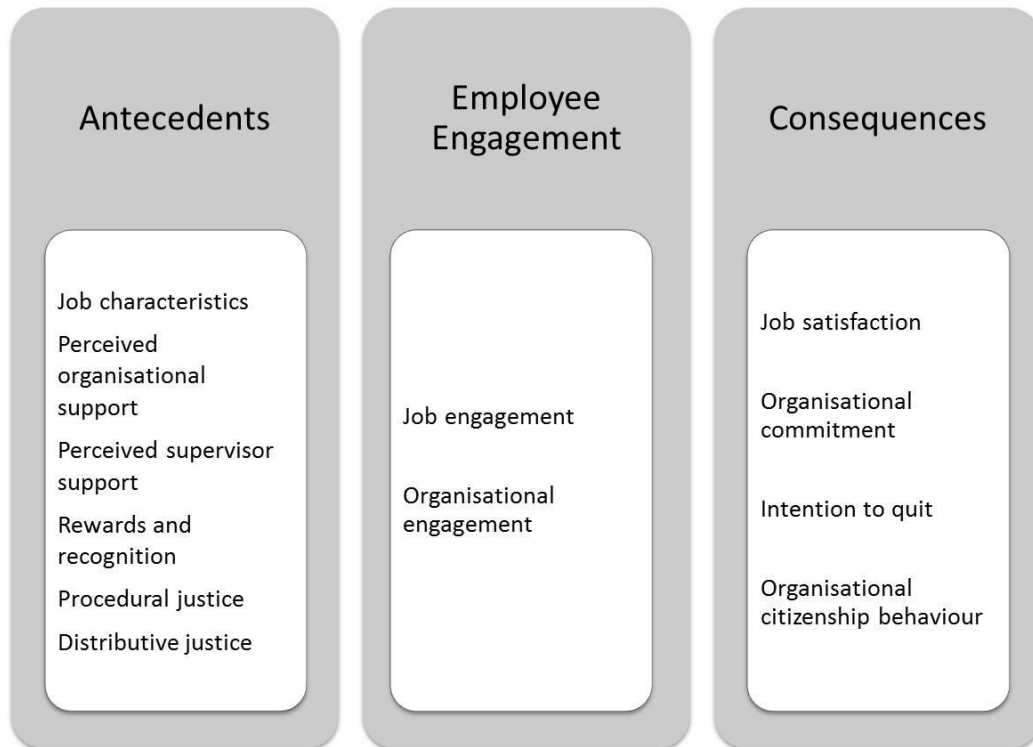 Antecedents
Job characteristics
Perceived
organisational
support
Perceived supervisor
support
Rewards and
recognition
Procedural justice
Distributive justice
Employee
Engagement
Job engagement
Organisational
engagement
Consequences
Job satisfaction
Organisational
commitment
Intention to quit
Organisational
citizenship behaviour